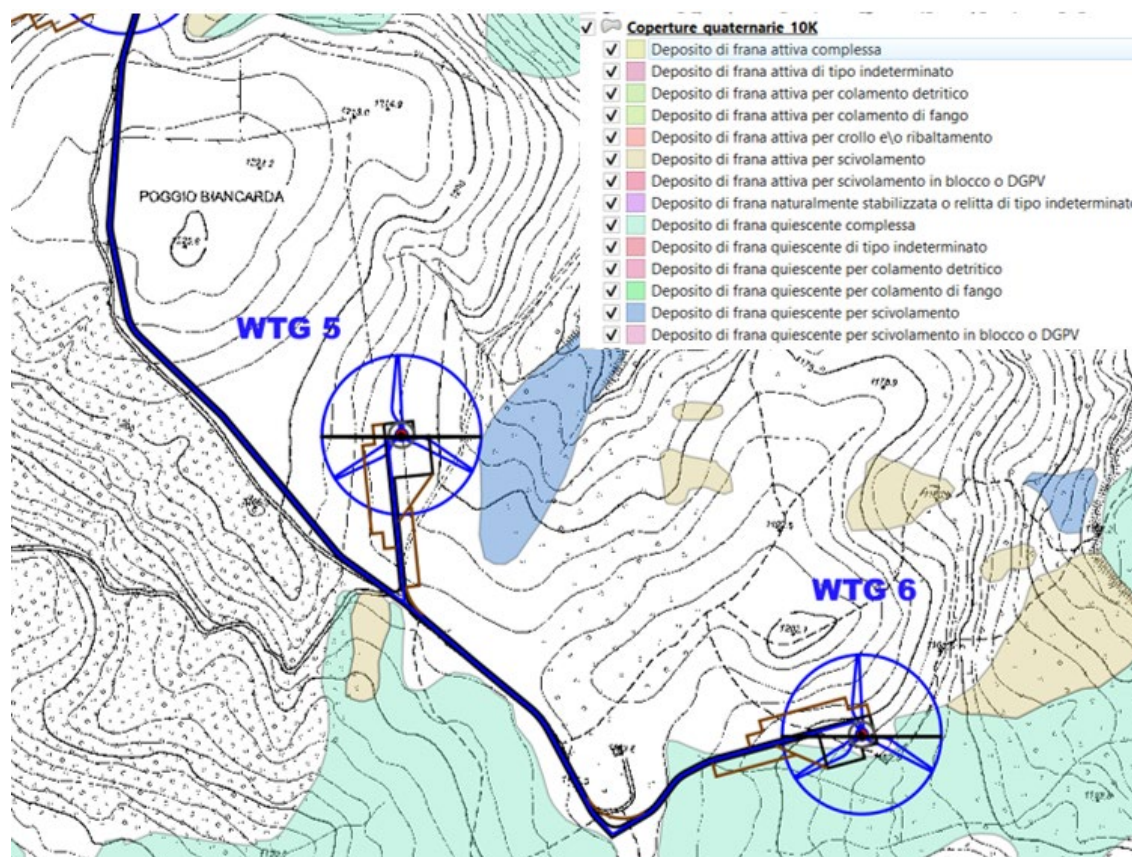 Coperture quaternarie 10K
Deposito di frana attiva complessa
Deposito di frana attiva di tipo indeterminato
Deposito di frana attiva per colamento detritico
Deposito di frana attiva per colamento di fango
Deposito di frana attiva per crollo e\o ribaltamento
Deposito di frana attiva per scivolamento
Deposito di frana attiva per scivolamento in blocco o DGPV
Deposito di frana naturalmente stabilizzata o relitta di tipo indeterminato
Deposito di frana quiescente complessa
Deposito di frana quiescente di tipo indeterminato
Deposito di frana quiescente per colamento detritico
Deposito di frana quiescente per colamento di fango
Deposito di frana quiescente per scivolamento
Deposito di frana quiescente per scivolamento in blocco o DGPV
POGGIO BIANCARDA
WTG 5
WTG 6